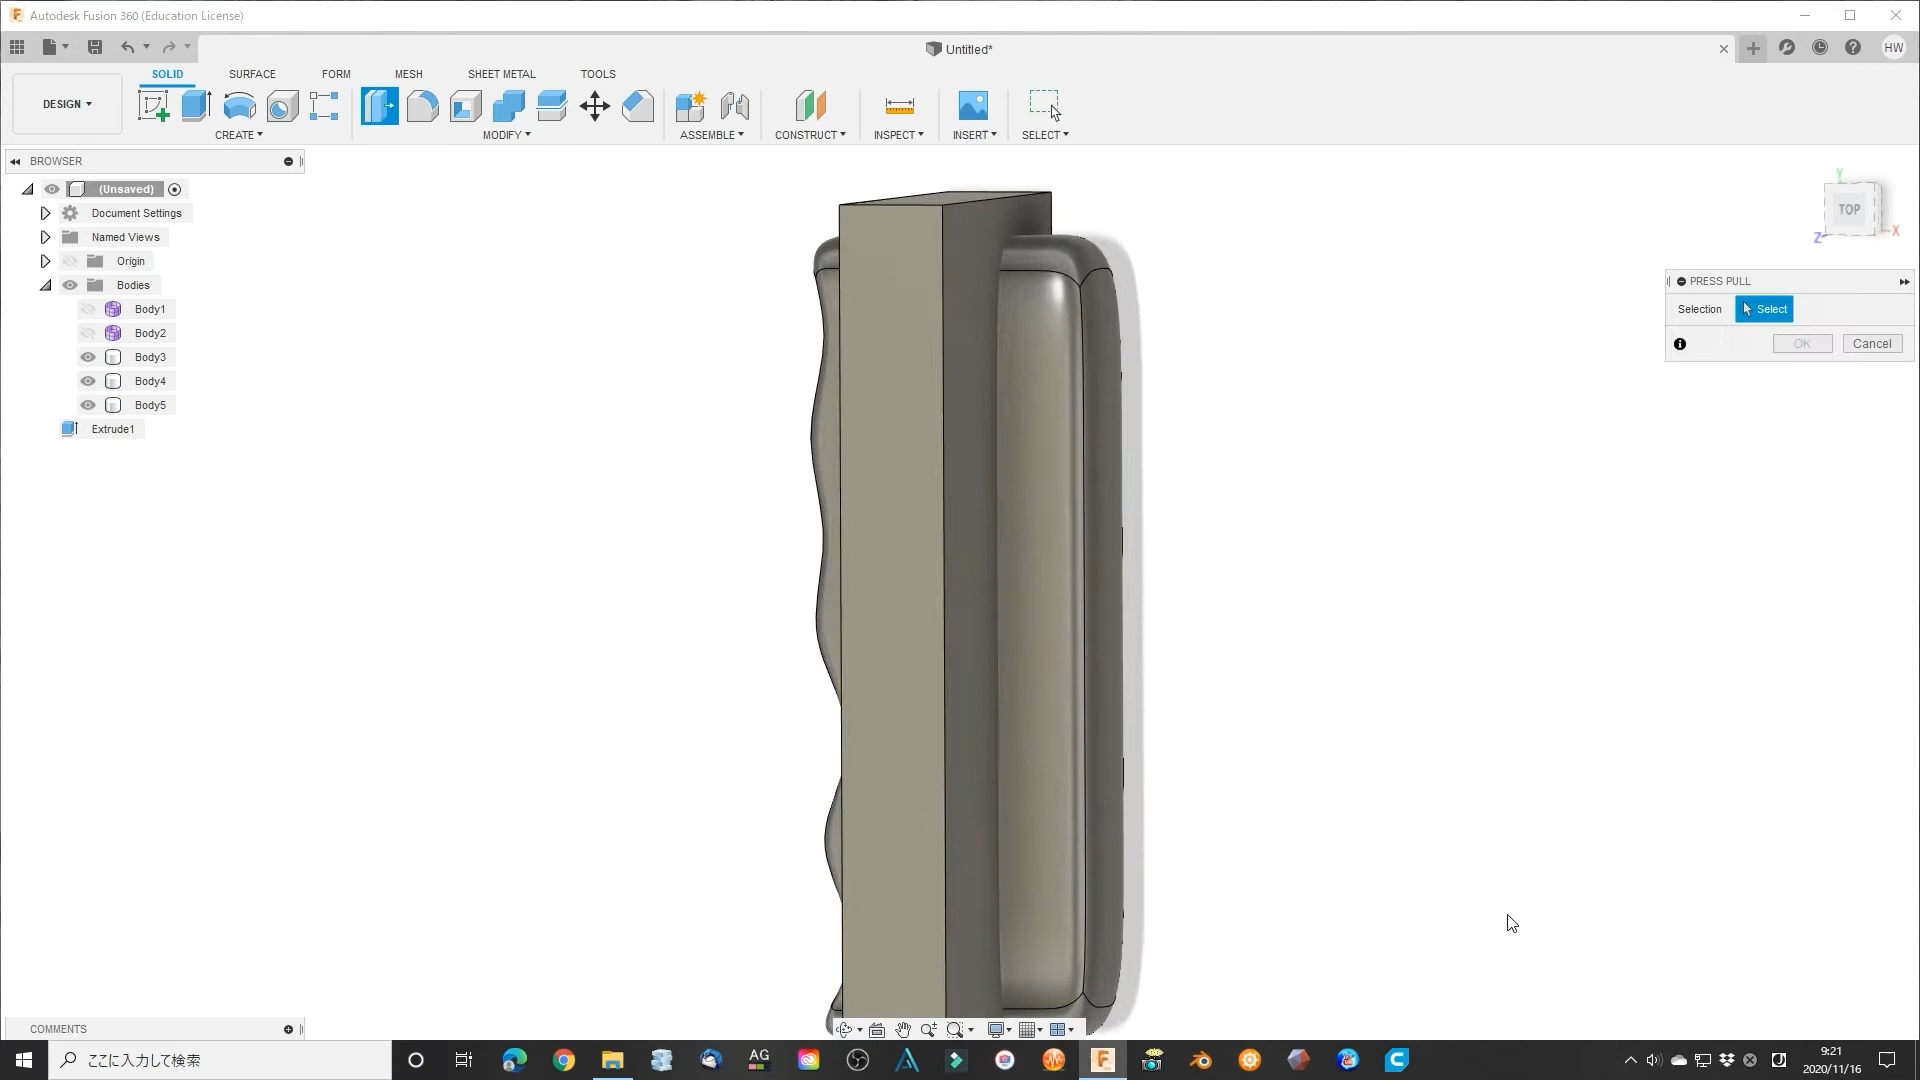 Autodesk Fusion 360 (Education License)
Untitled*
HW
DESIGN
SOLID
SURFACE
FORM
MESH
SHEET METAL
TOOLS
CREATE
MODIFY
ASSEMBLE
CONSTRUCT
INSPECT
INSERT
SELECT
BROWSER
(Unsaved)
Document Settings
Named Views
Origin
Bodies
Body1
Body2
Body3
Body4
Body5
Extrude1
Y
TOP
Z
X
PRESS PULL
Selection
Select
OK
Cancel
COMMENTS
ここに入力して検索
AG
9:21
2020/11/16